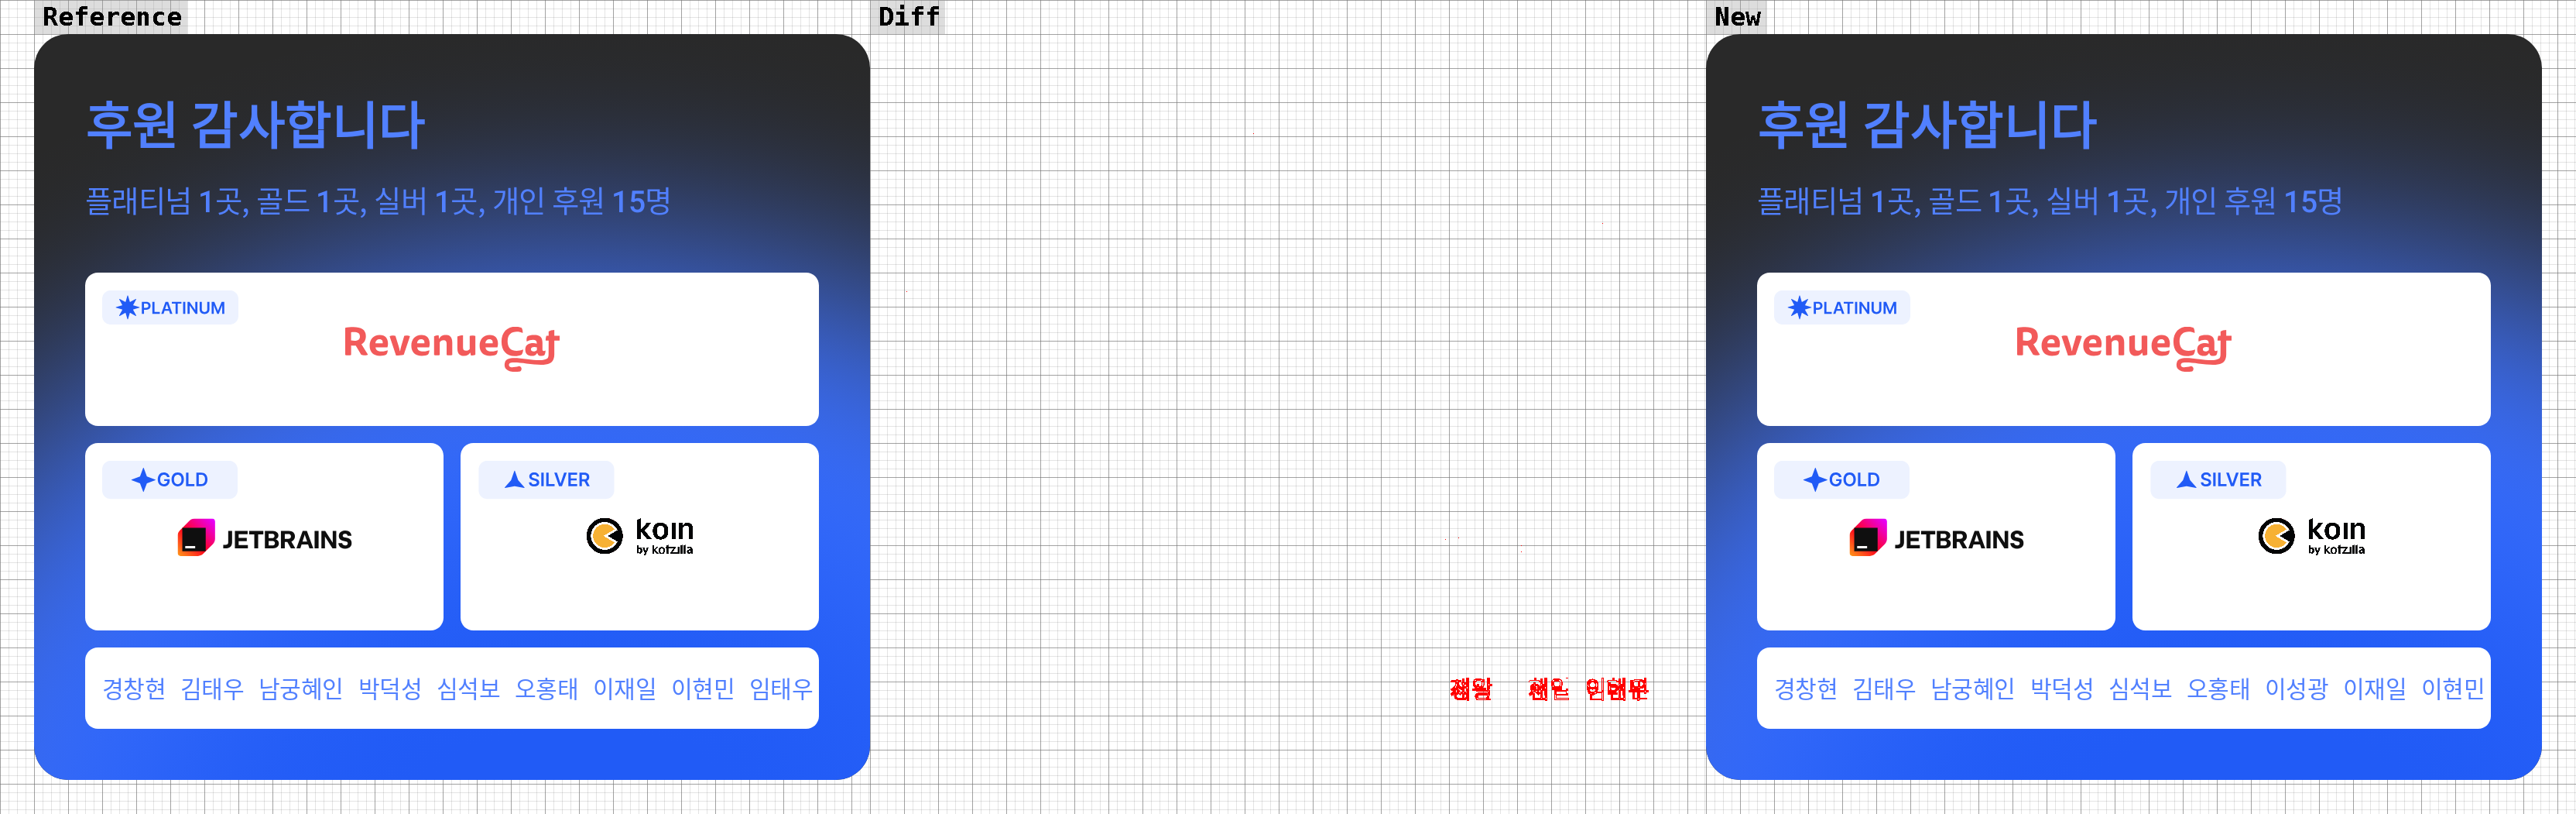 Reference
후원 감사합니다
플래티넘 1곳, 골드 1곳, 실버 1곳, 개인 후원 15명
PLATINUM
RevenueCat
GOLD
JETBRAINS
SILVER
koin
by kotzilla
경창현 김태우 남궁혜인 박덕성 심석보 오홍태 이재일 이현민 임태우
Diff
New
후원 감사합니다
플래티넘 1곳, 골드 1곳, 실버 1곳, 개인 후원 15명
PLATINUM
RevenueCat
GOLD
JETBRAINS
SILVER
koin
by kotzilla
경창현 김태우 남궁혜인 박덕성 심석보 오홍태 이성광 이재일 이현민